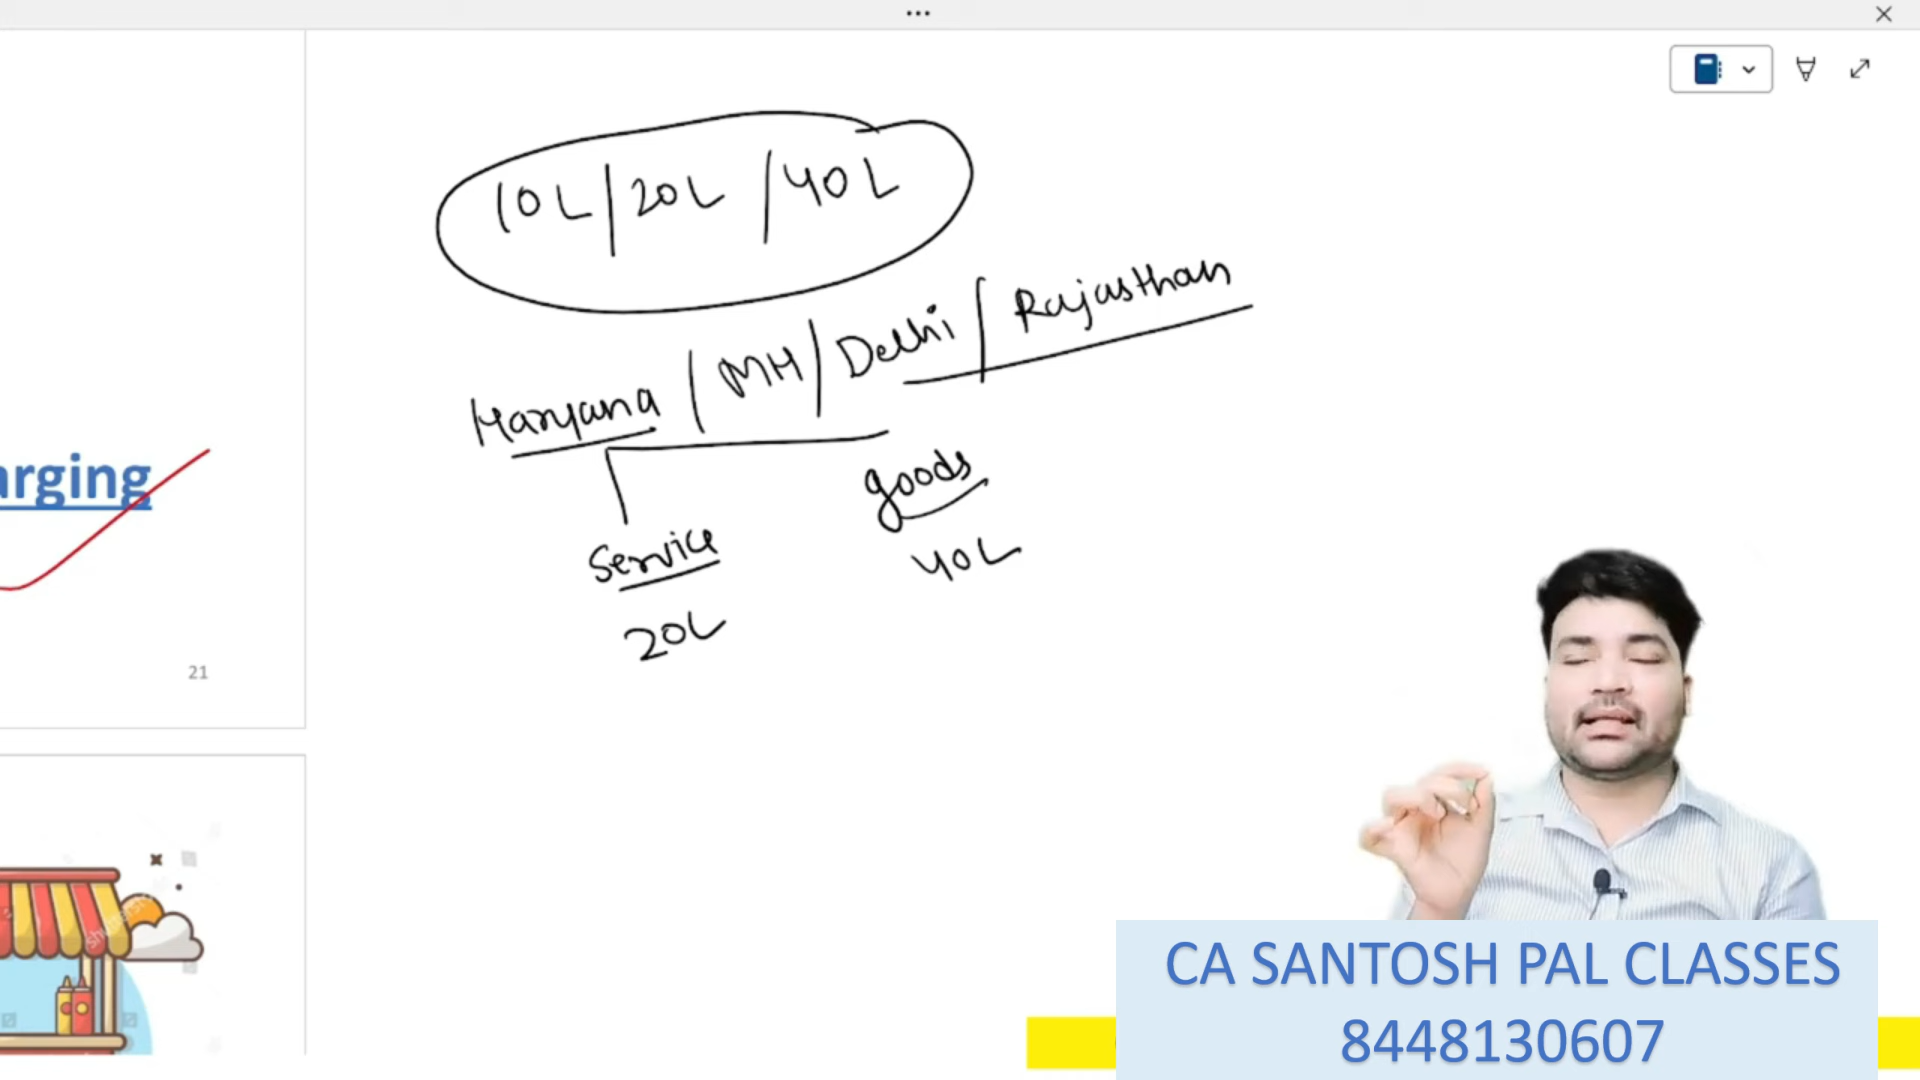 10L/20L/40L
Haryana/MH/Delhi/Rajasthan
goods
40L
Service
20L
arging
21
CA SANTOSH PAL CLASSES
8448130607